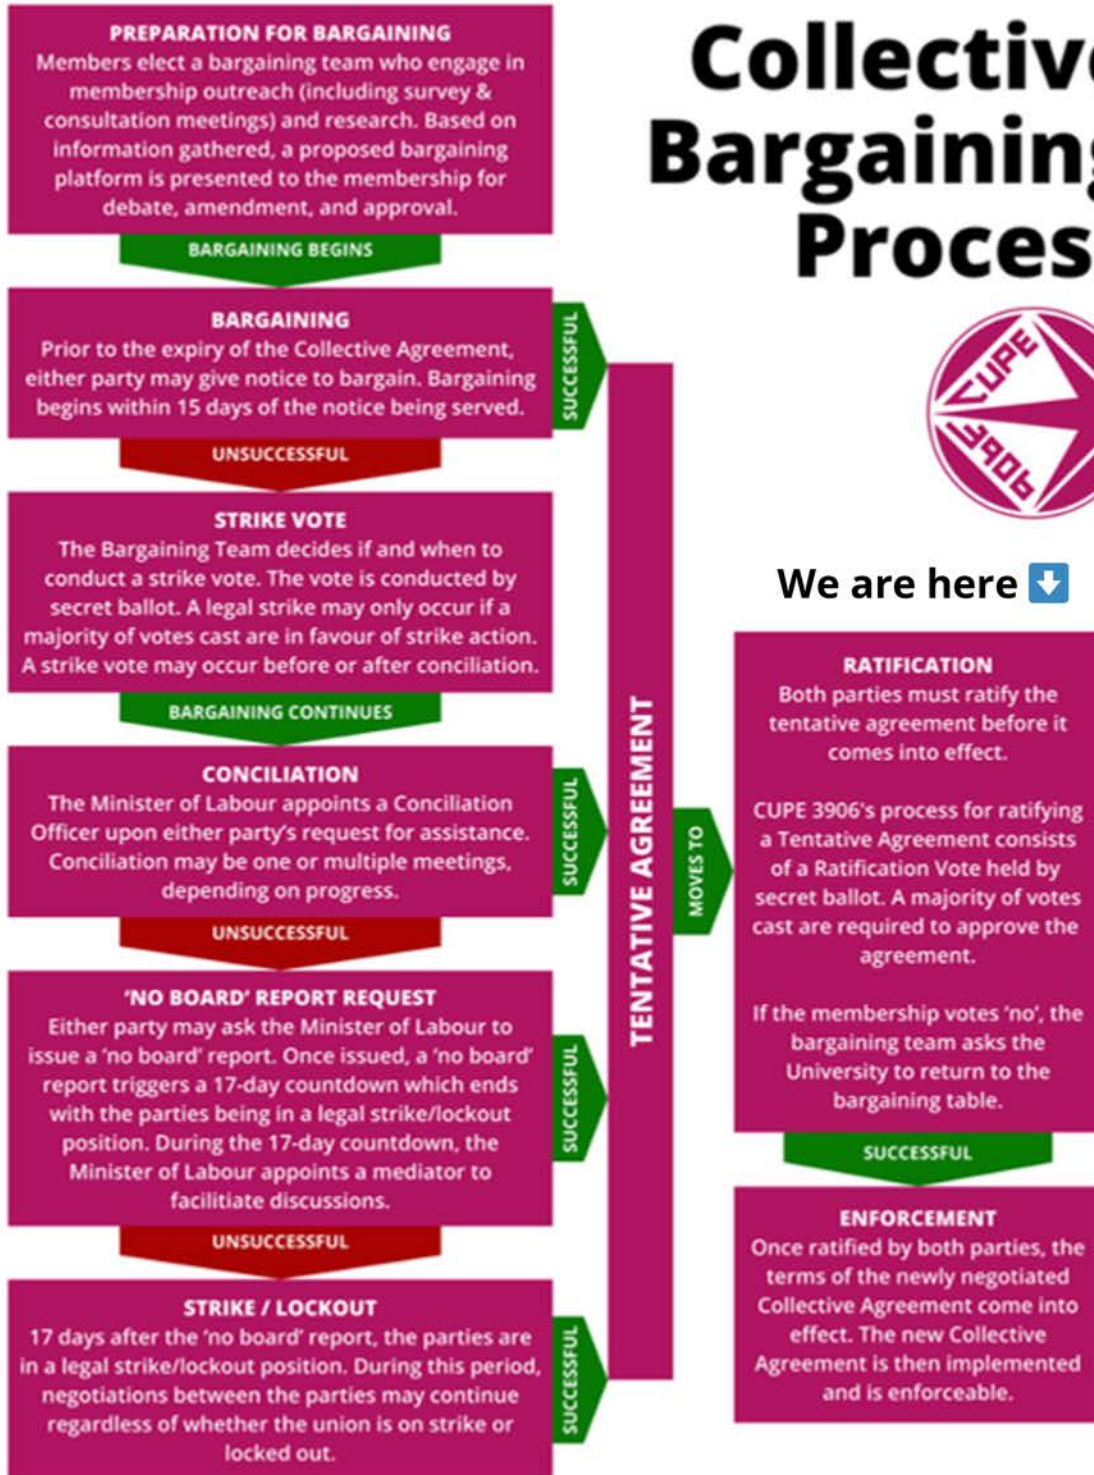 PREPARATION FOR BARGAINING
Members elect a bargaining team who engage in
membership outreach (including survey &
consultation meetings) and research. Based on
information gathered, a proposed bargaining
platform is presented to the membership for
debate, amendment, and approval.
BARGAINING BEGINS
BARGAINING
Prior to the expiry of the Collective Agreement,
either party may give notice to bargain. Bargaining
begins within 15 days of the notice being served.
SUCCESSFUL
UNSUCCESSFUL
STRIKE VOTE
The Bargaining Team decides if and when to
conduct a strike vote. The vote is conducted by
secret ballot. A legal strike may only occur if a
majority of votes cast are in favour of strike action.
A strike vote may occur before or after conciliation.
BARGAINING CONTINUES
CONCILIATION
The Minister of Labour appoints a Conciliation
Officer upon either party's request for assistance.
Conciliation may be one or multiple meetings,
depending on progress.
SUCCESSFUL
UNSUCCESSFUL
'NO BOARD' REPORT REQUEST
Either party may ask the Minister of Labour to
issue a 'no board' report. Once issued, a 'no board'
report triggers a 17-day countdown which ends
with the parties being in a legal strike/lockout
position. During the 17-day countdown, the
Minister of Labour appoints a mediator to
facilitiate discussions.
SUCCESSFUL
UNSUCCESSFUL
STRIKE / LOCKOUT
17 days after the 'no board' report, the parties are
in a legal strike/lockout position. During this period,
negotiations between the parties may continue
regardless of whether the union is on strike or
locked out.
SUCCESSFUL
TENTATIVE AGREEMENT
MOVES TO
Collective
Bargaining
Proces
CUPE
3906
We are here
RATIFICATION
Both parties must ratify the
tentative agreement before it
comes into effect.
CUPE 3906's process for ratifying
a Tentative Agreement consists
of a Ratification Vote held by
secret ballot. A majority of votes
cast are required to approve the
agreement.
If the membership votes 'no', the
bargaining team asks the
University to return to the
bargaining table.
SUCCESSFUL
ENFORCEMENT
Once ratified by both parties, the
terms of the newly negotiated
Collective Agreement come into
effect. The new Collective
Agreement is then implemented
and is enforceable.